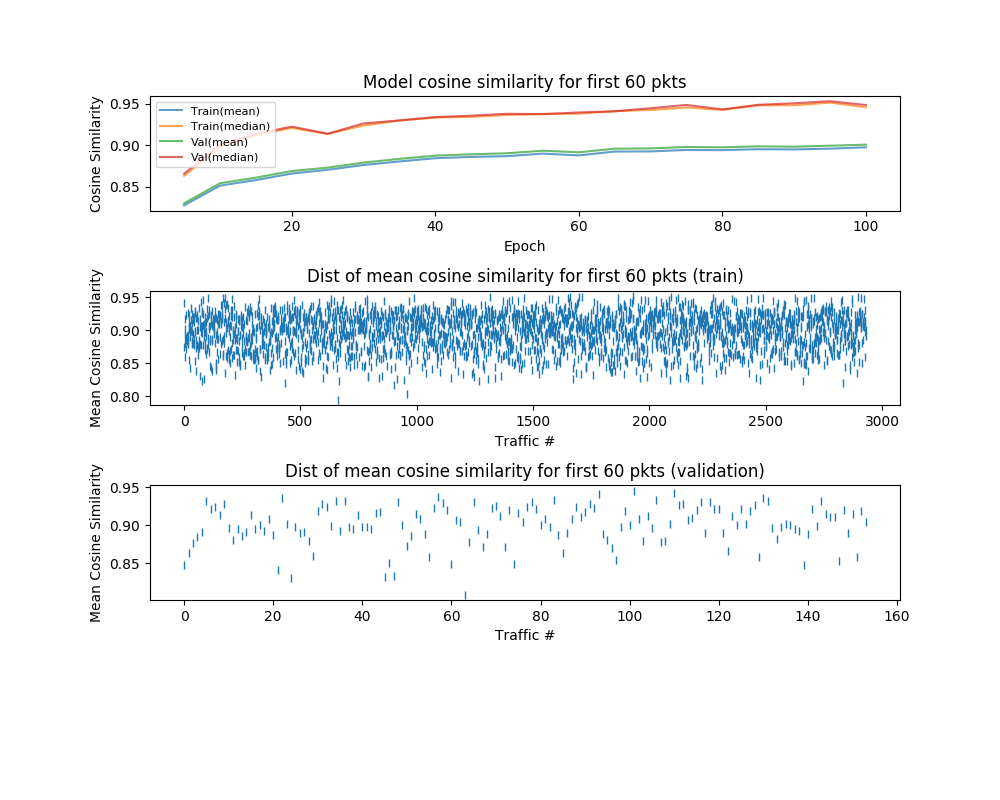 Model cosine similarity for first 60 pkts
Cosine Similarity
0.95
0.90
0.85
Train(mean)
Train(median)
Val(mean)
Val(median)
20 40 60 80 100
Epoch
Dist of mean cosine similarity for first 60 pkts (train)
Mean Cosine Similarity
0.95
0.90
0.85
0.80
0 500 1000 1500 2000 2500 3000
Traffic #
Dist of mean cosine similarity for first 60 pkts (validation)
Mean Cosine Similarity
0.95
0.90
0.85
0 20 40 60 80 100 120 140 160
Traffic #